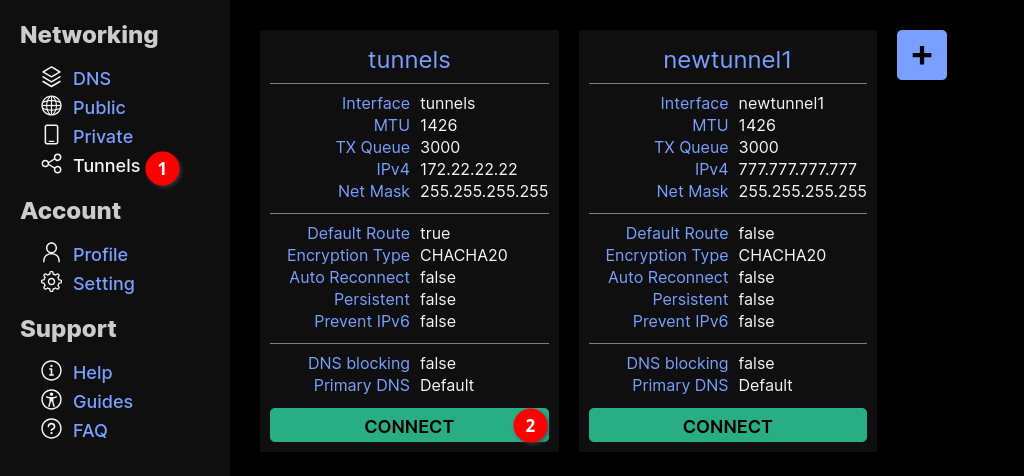 Networking
DNS
Public
Private
Tunnels 1
Account
Profile
Setting
Support
Help
Guides
FAQ
tunnels
Interface tunnels
MTU 1426
TX Queue 3000
IPv4 172.22.22.22
Net Mask 255.255.255.255
Default Route true
Encryption Type CHACHA20
Auto Reconnect false
Persistent false
Prevent IPv6 false
DNS blocking false
Primary DNS Default
CONNECT 2
newtunnel1
Interface newtunnel1
MTU 1426
TX Queue 3000
IPv4 777.777.777.777
Net Mask 255.255.255.255
Default Route false
Encryption Type CHACHA20
Auto Reconnect false
Persistent false
Prevent IPv6 false
DNS blocking false
Primary DNS Default
CONNECT
+